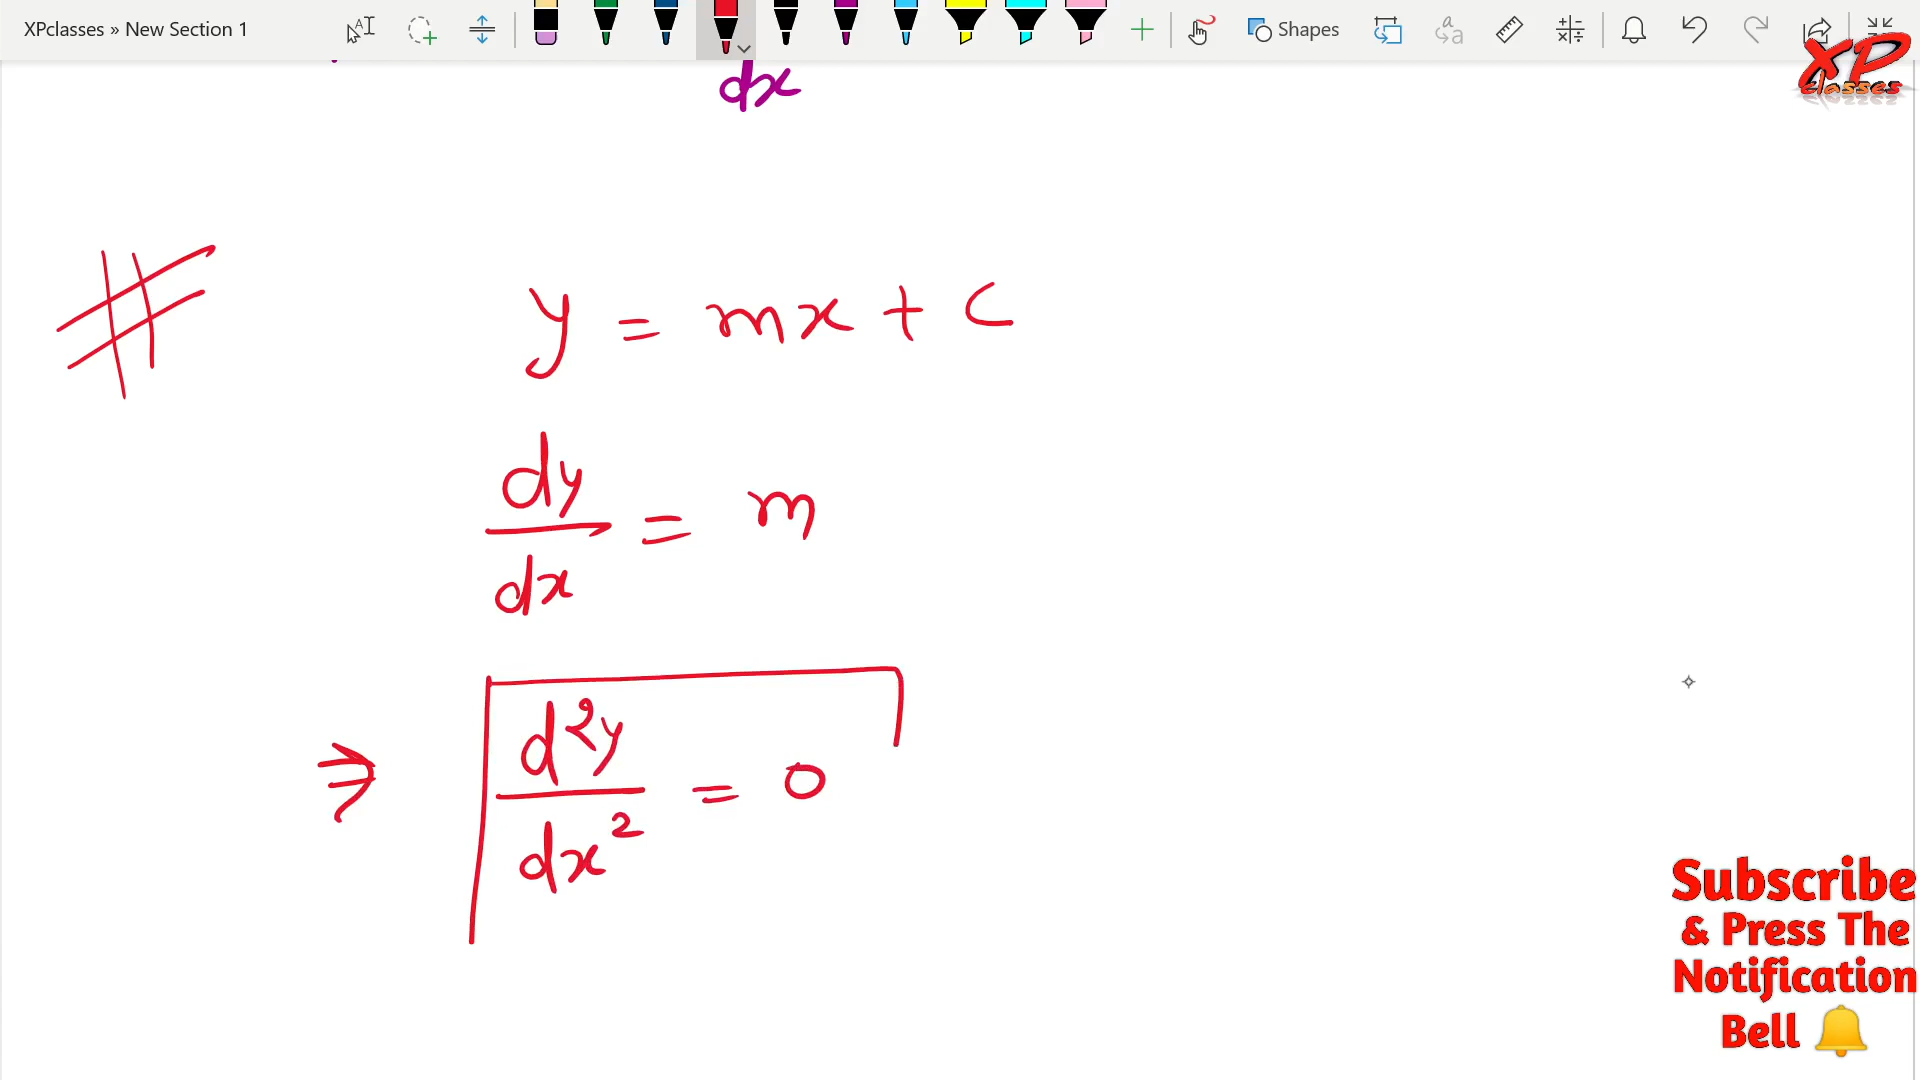 XPclasses » New Section 1
Shapes
XP
classes
dx
y = mx + c
dy/dx = m
⇒ d²y/dx² = 0
Subscribe
& Press The
Notification
Bell 🔔